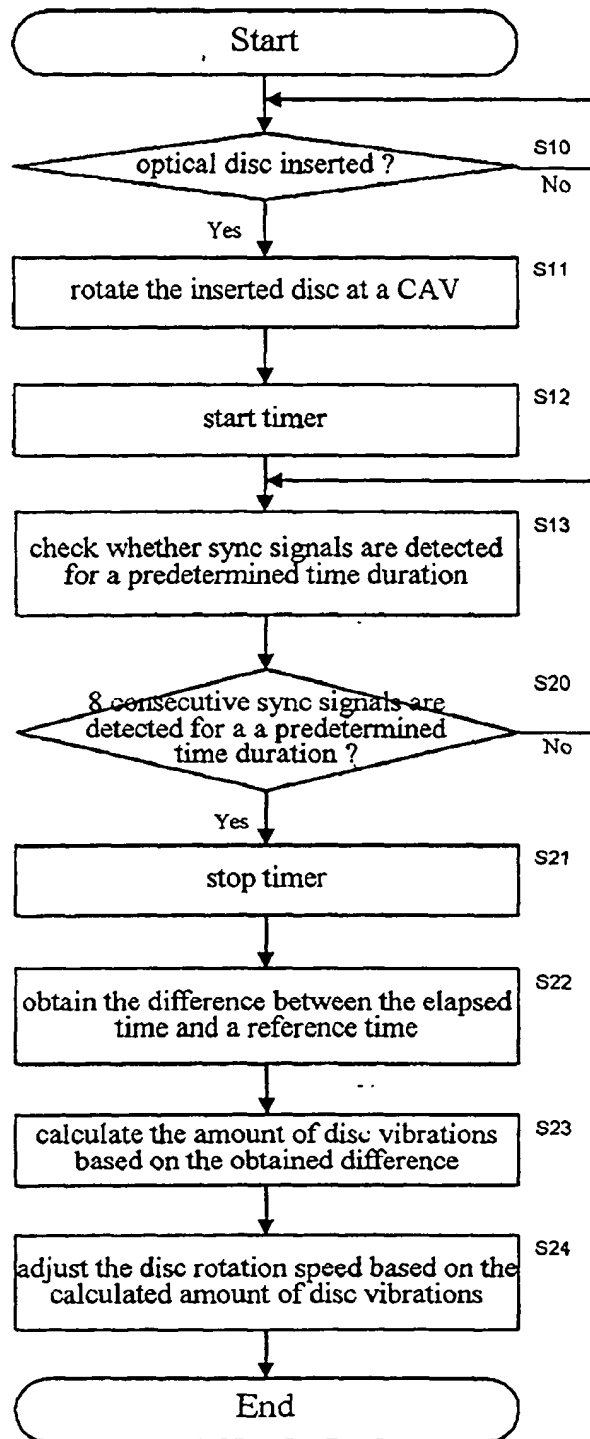 Start
optical disc inserted ?
S10
No
Yes
rotate the inserted disc at a CAV
S11
start timer
S12
check whether sync signals are detected
for a predetermined time duration
S13
8 consecutive sync signals are
detected for a a predetermined
time duration ?
S20
No
Yes
stop timer
S21
obtain the difference between the elapsed
time and a reference time
S22
calculate the amount of disc vibrations
based on the obtained difference
S23
adjust the disc rotation speed based on the
calculated amount of disc vibrations
S24
End